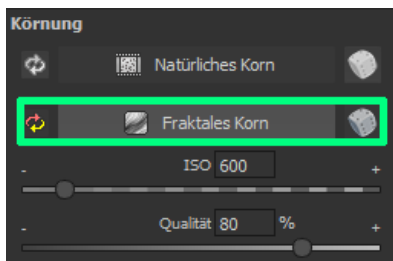 Körnung
Natürliches Korn
Fraktales Korn
ISO 600
- +
Qualität 80 %
- +